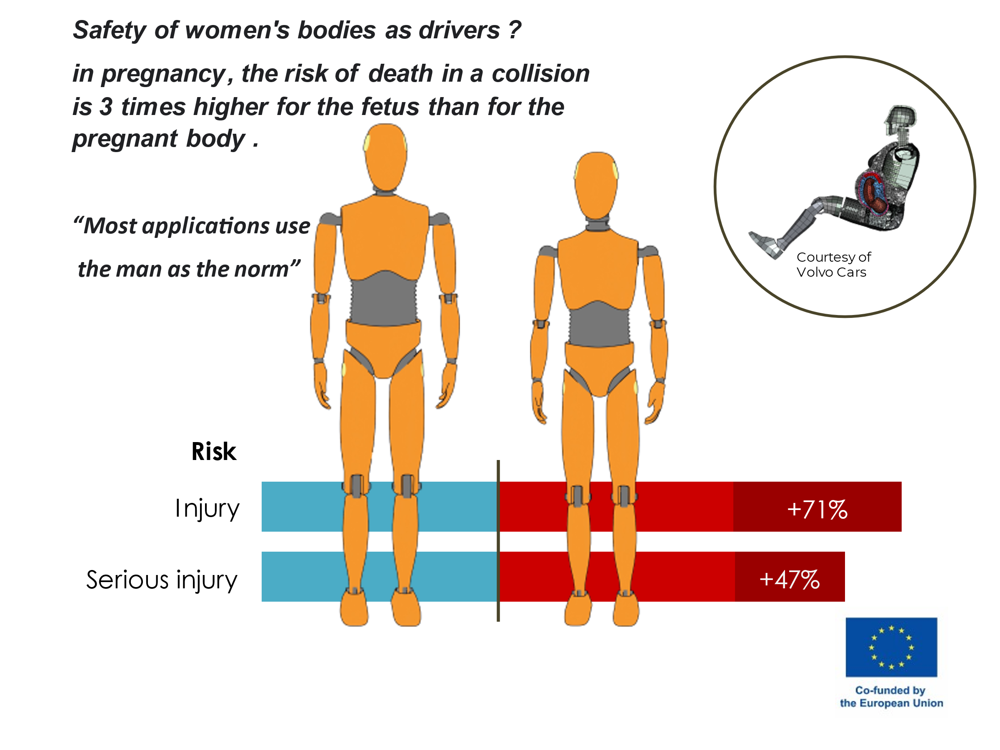 Safety of women's bodies as drivers ?
in pregnancy, the risk of death in a collision
is 3 times higher for the fetus than for the
pregnant body .
“Most applications use
the man as the norm”
Courtesy of
Volvo Cars
Risk
Injury
+71%
Serious injury
+47%
Co-funded by
the European Union